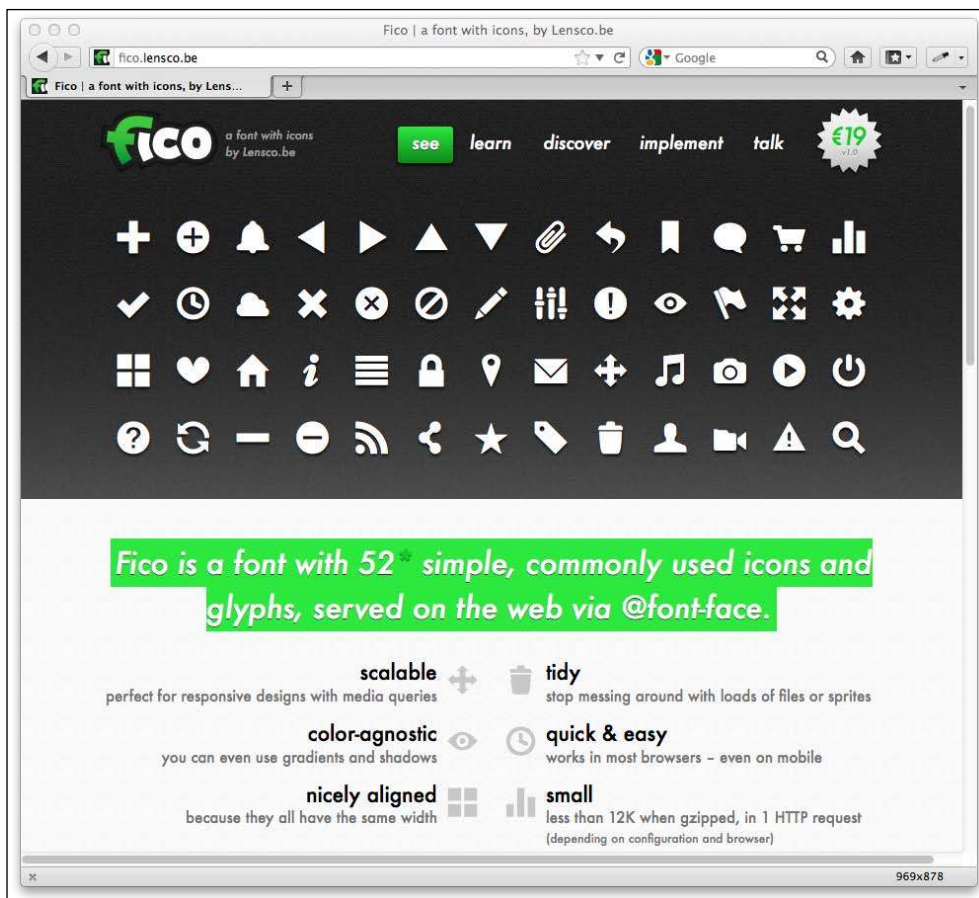 Fico | a font with icons, by Lensco.be
fico.lensco.be
Google
Fico | a font with icons, by Lens...
fico
a font with icons
by Lensco.be
see
learn
discover
implement
talk
€19
v1.0
Fico is a font with 52* simple, commonly used icons and
glyphs, served on the web via @font-face.
scalable
perfect for responsive designs with media queries
tidy
stop messing around with loads of files or sprites
color-agnostic
you can even use gradients and shadows
quick & easy
works in most browsers – even on mobile
nicely aligned
because they all have the same width
small
less than 12K when gzipped, in 1 HTTP request
(depending on configuration and browser)
969x878